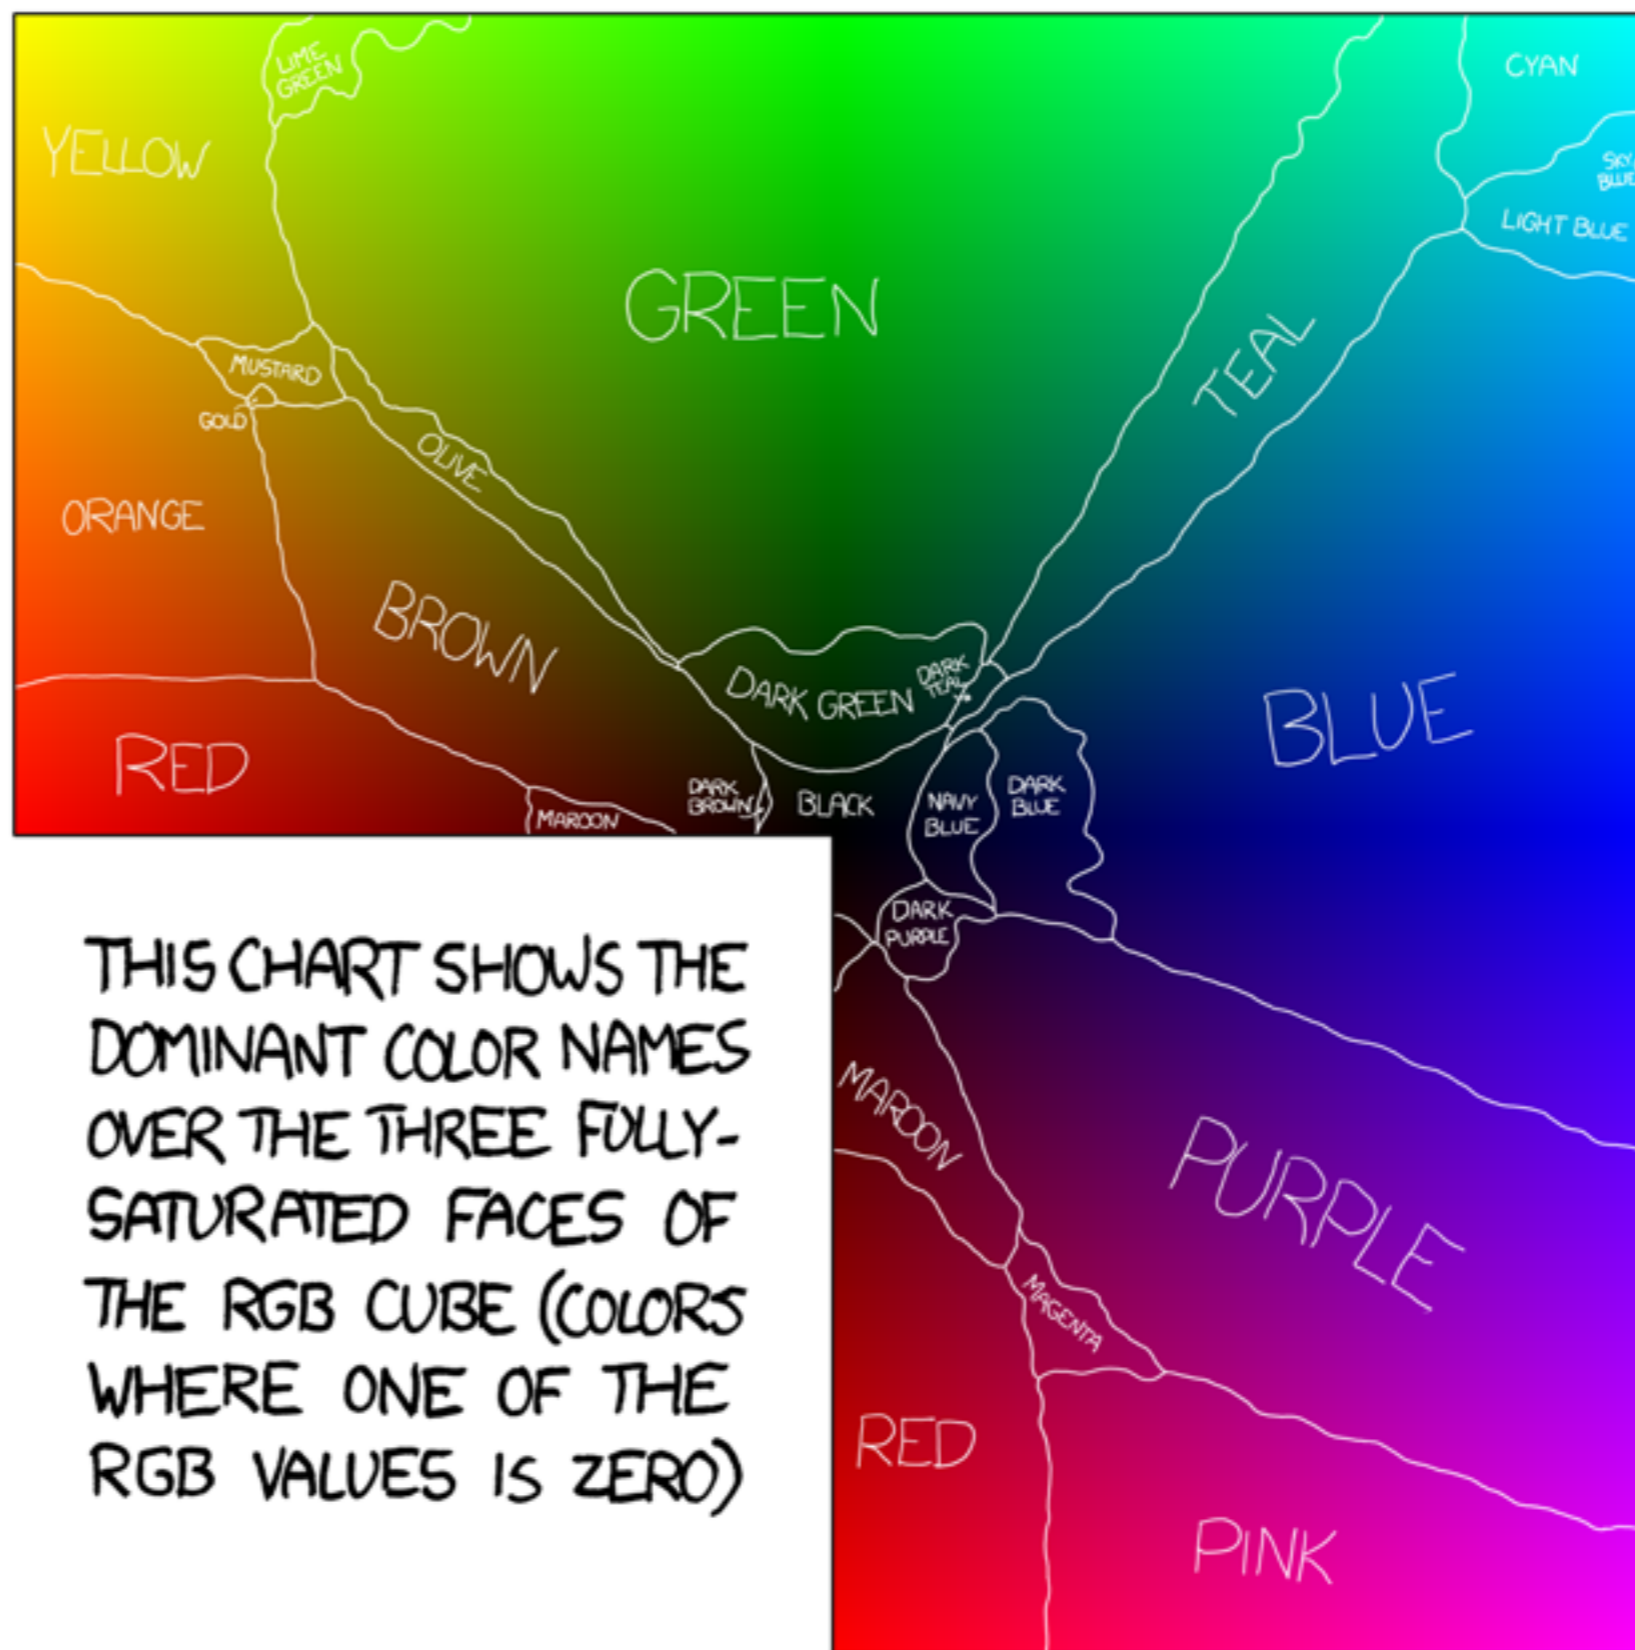 LIME
GREEN
CYAN
YELLOW
SKY
BLUE
LIGHT BLUE
GREEN
TEAL
MUSTARD
GOLD
OLIVE
ORANGE
BROWN
DARK
TEAL
DARK GREEN
BLUE
RED
DARK
BROWN
BLACK
NAVY
BLUE
DARK
BLUE
MAROON
DARK
PURPLE
THIS CHART SHOWS THE
DOMINANT COLOR NAMES
OVER THE THREE FULLY-
SATURATED FACES OF
THE RGB CUBE (COLORS
WHERE ONE OF THE
RGB VALUES IS ZERO)
MAROON
PURPLE
MAGENTA
RED
PINK